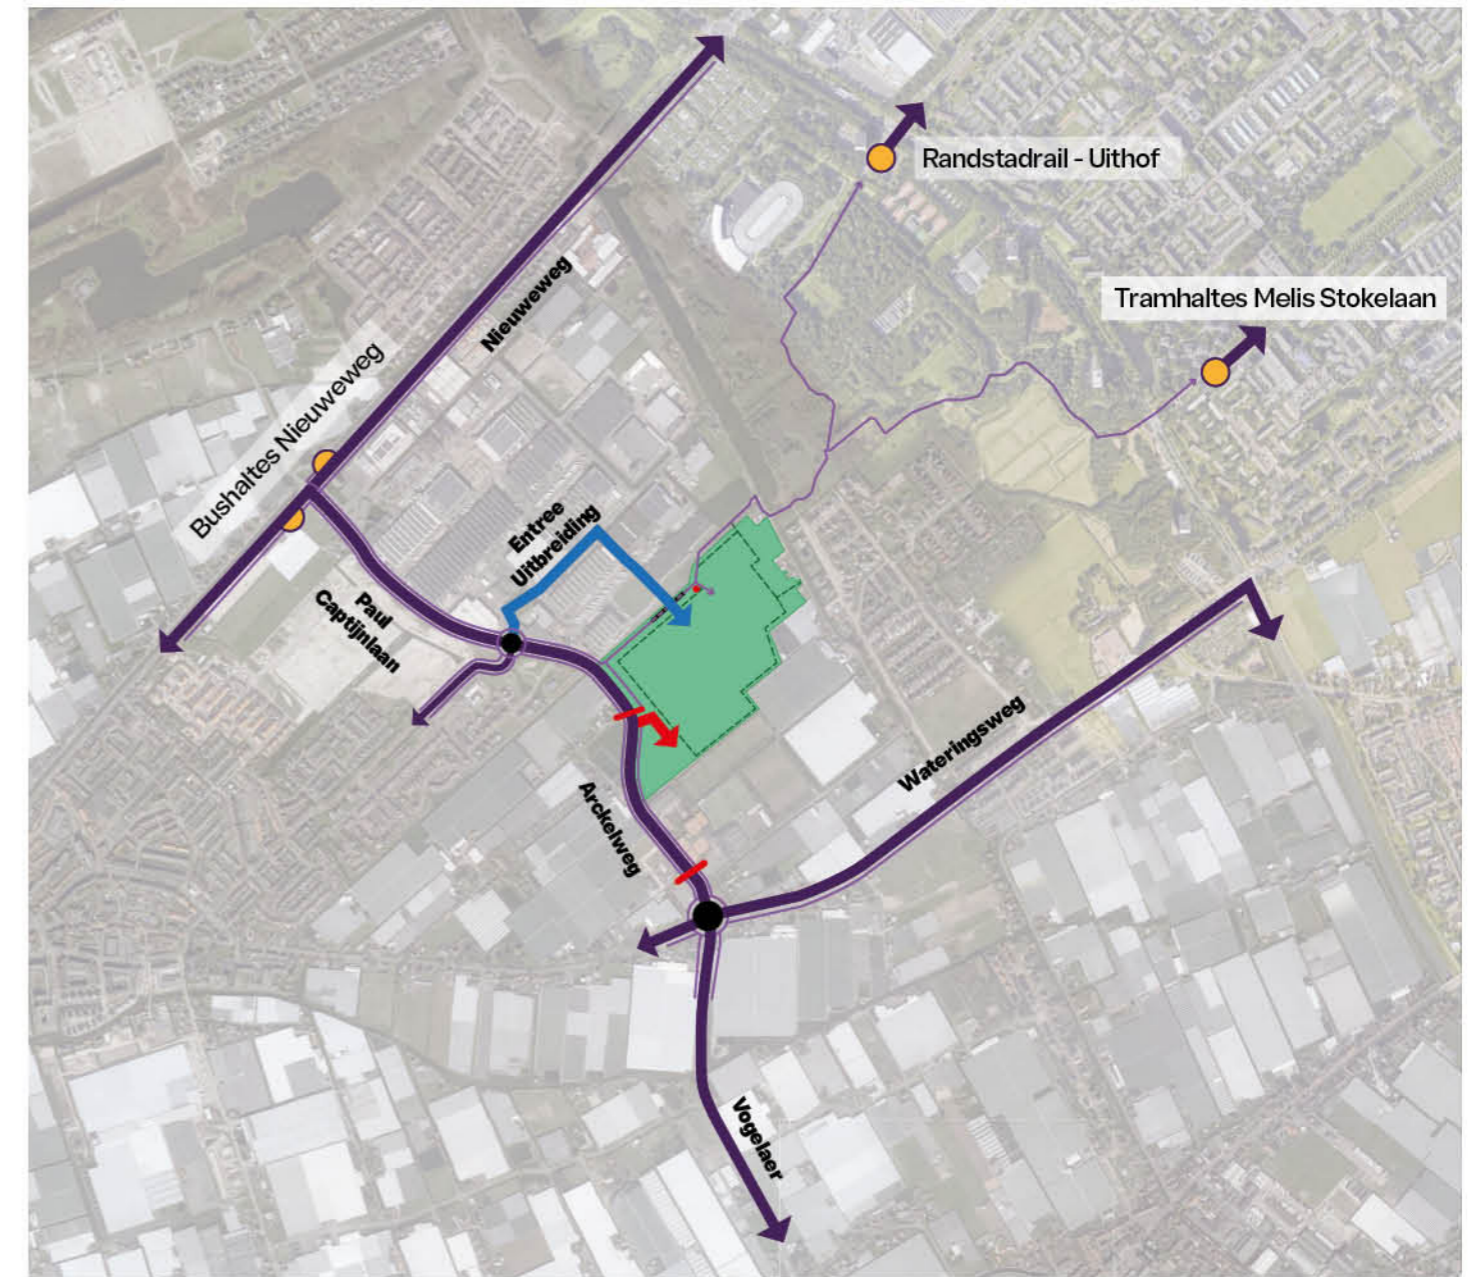 Randstadrail - Uithof
Tramhaltes Melis Stokelaan
Nieuweweg
Bushaltes Nieuweweg
Entree
Uitbreiding
Paul
Captijnlaan
Wateringsweg
Arckelweg
Vogelaer